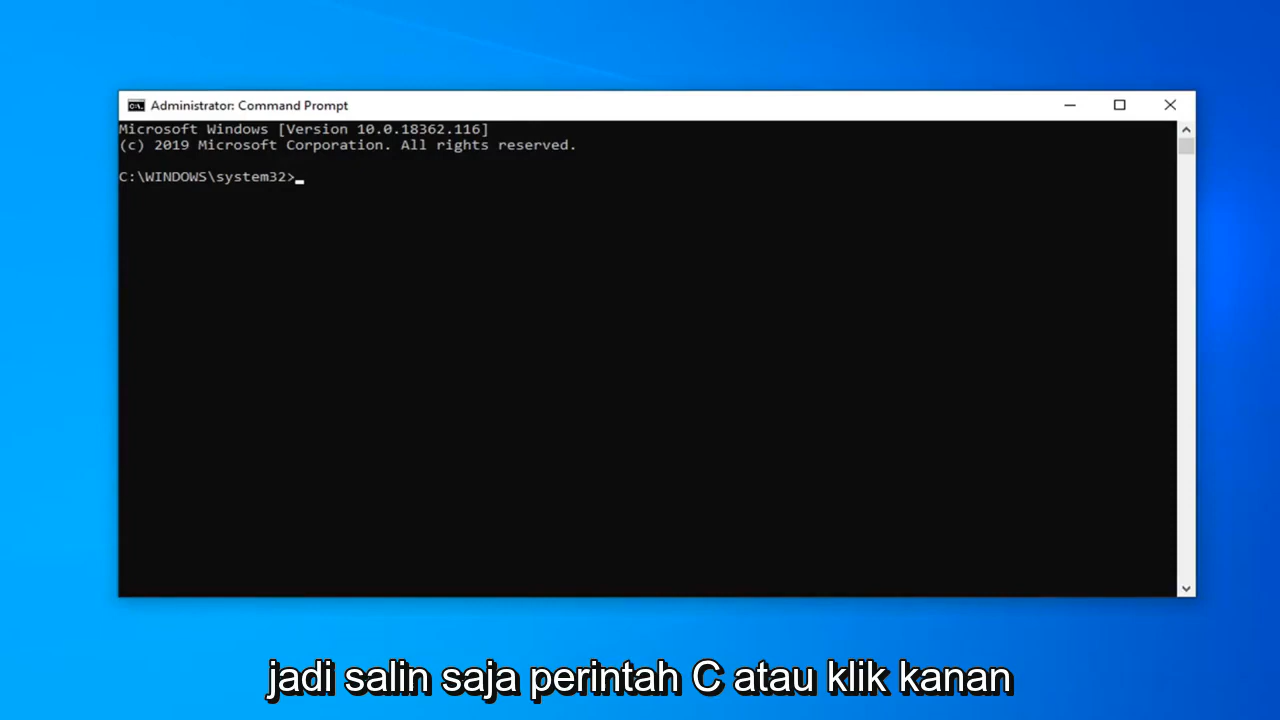 Administrator: Command Prompt
Microsoft Windows [Version 10.0.18362.116]
(c) 2019 Microsoft Corporation. All rights reserved.
C:\WINDOWS\system32>
jadi salin saja perintah C atau klik kanan